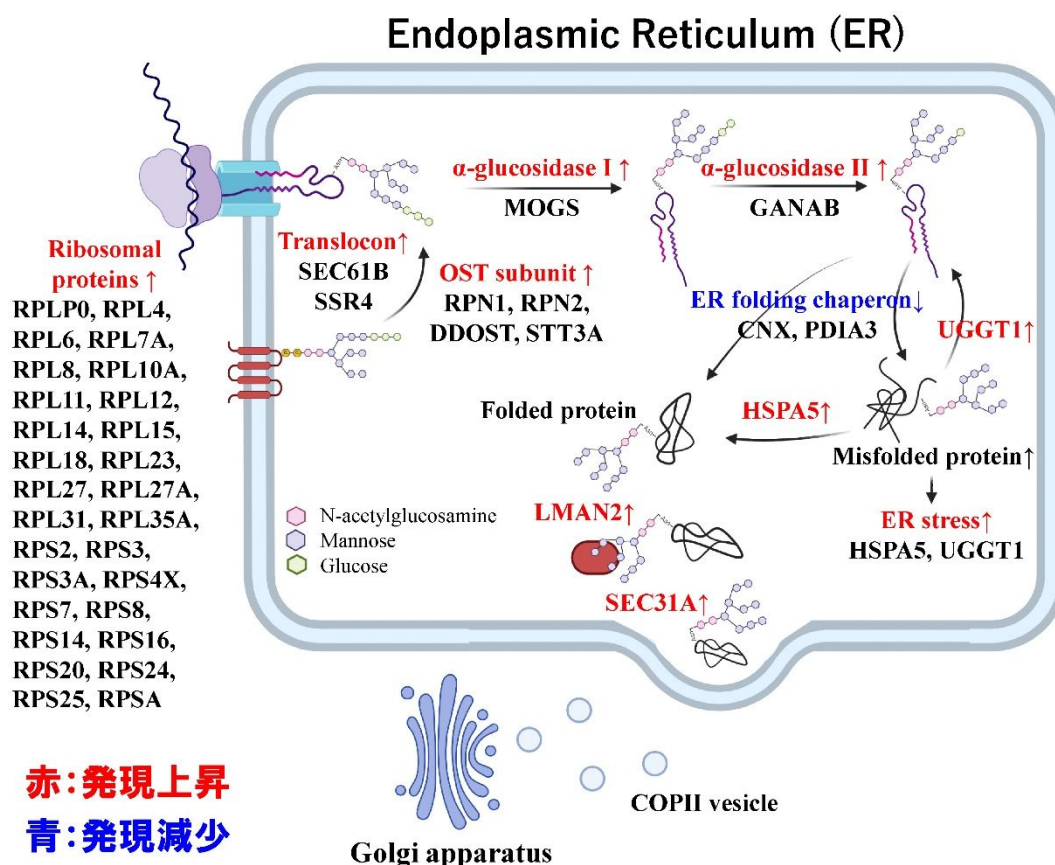 Endoplasmic Reticulum (ER)
α-glucosidase I ↑
MOGS
α-glucosidase II ↑
GANAB
Ribosomal
proteins ↑
RPLP0, RPL4,
RPL6, RPL7A,
RPL8, RPL10A,
RPL11, RPL12,
RPL14, RPL15,
RPL18, RPL23,
RPL27, RPL27A,
RPL31, RPL35A,
RPS2, RPS3,
RPS3A, RPS4X,
RPS7, RPS8,
RPS14, RPS16,
RPS20, RPS24,
RPS25, RPSA
Translocon↑
SEC61B
SSR4
OST subunit ↑
RPN1, RPN2,
DDOST, STT3A
ER folding chaperon↓
CNX, PDIA3
UGGT1↑
Folded protein
HSPA5↑
Misfolded protein↑
ER stress↑
HSPA5, UGGT1
N-acetylglucosamine
Mannose
Glucose
LMAN2↑
SEC31A↑
COPII vesicle
Golgi apparatus
赤：発現上昇
青：発現減少